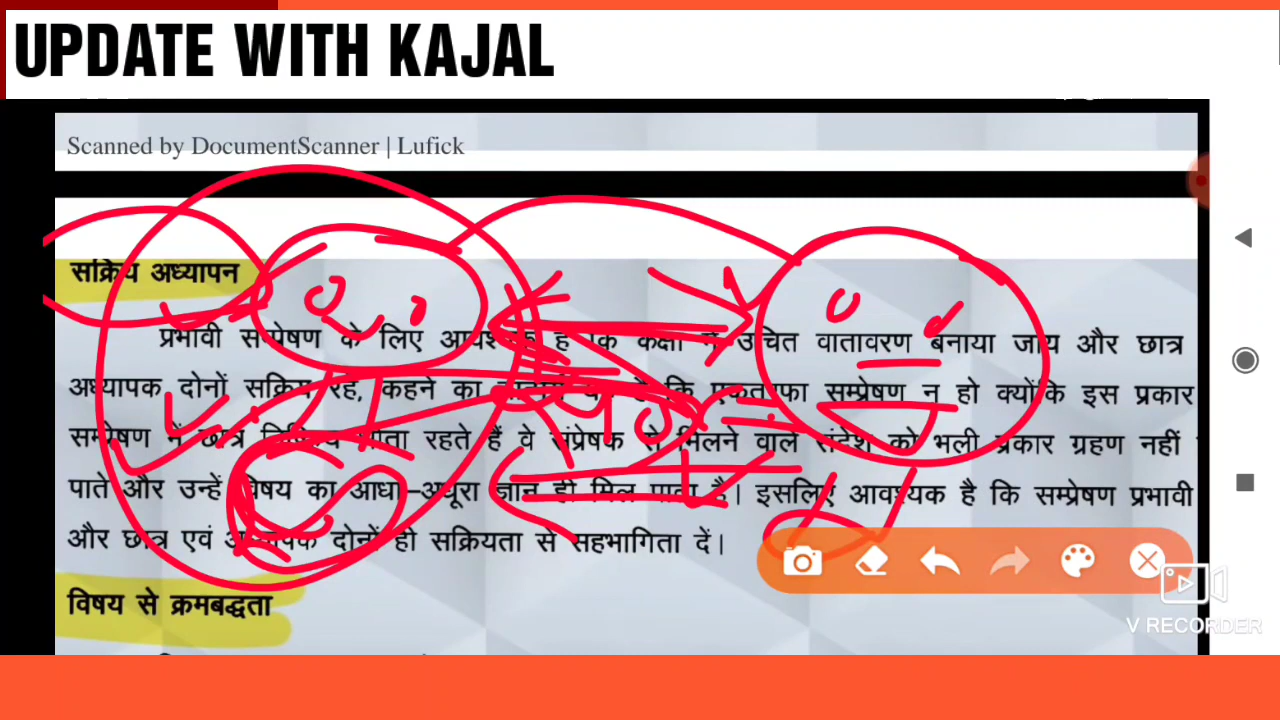 UPDATE WITH KAJAL
Scanned by DocumentScanner | Lufick
सक्रिय अध्यापन
प्रभावी सम्प्रेषण के लिए है कि कक्षा में उचित वातावरण बनाया जाय और छात्र
अध्यापक दोनों सक्रिय रहें, कहने का है कि एकतरफा सम्प्रेषण न हो क्योंकि इस प्रकार
सम्प्रेषण में छात्र रहते हैं वे संप्रेषक से मिलने वाले संदेश को भली प्रकार ग्रहण नहीं
पाते और उन्हें विषय का आधा–अधूरा ज्ञान ही मिल पाता है। इसलिए आवश्यक है कि सम्प्रेषण प्रभावी
और छात्र एवं अध्यापक दोनों ही सक्रियता से सहभागिता दें।
विषय से क्रमबद्धता
V RECORDER